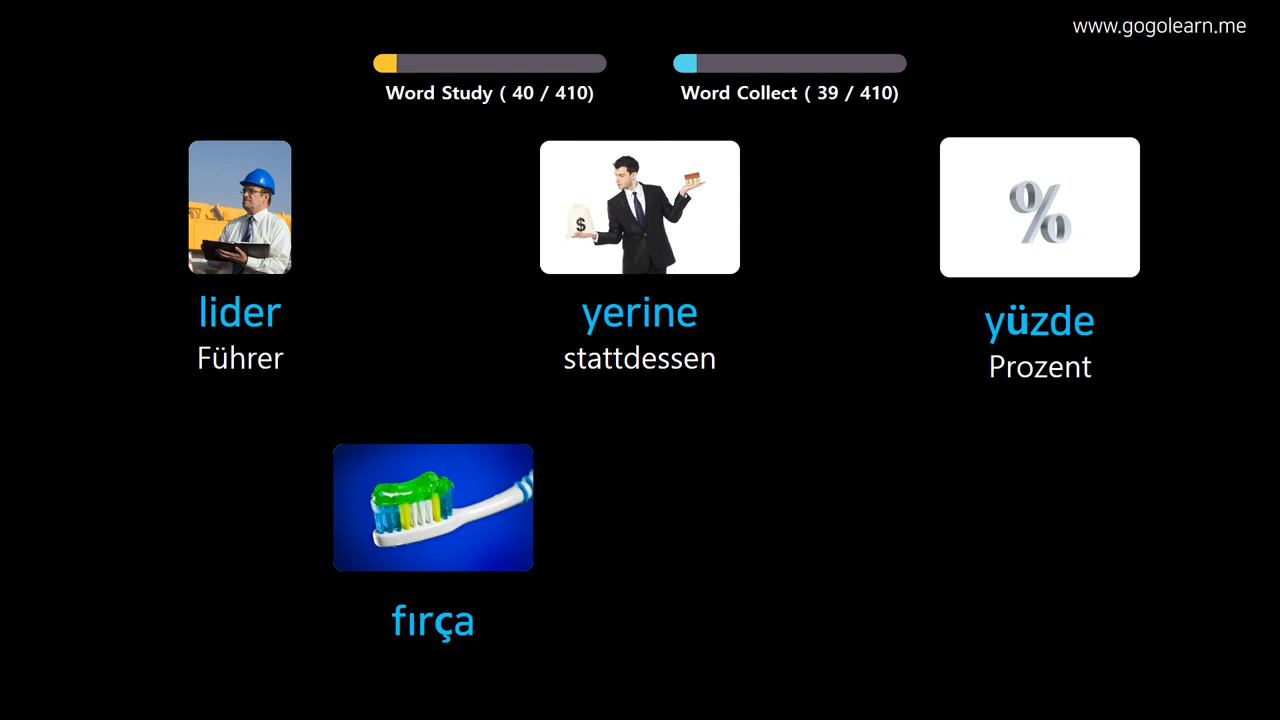 www.gogolearn.me
Word Study ( 40 / 410)
Word Collect ( 39 / 410)
$
%
lider
Führer
yerine
stattdessen
yüzde
Prozent
fırça